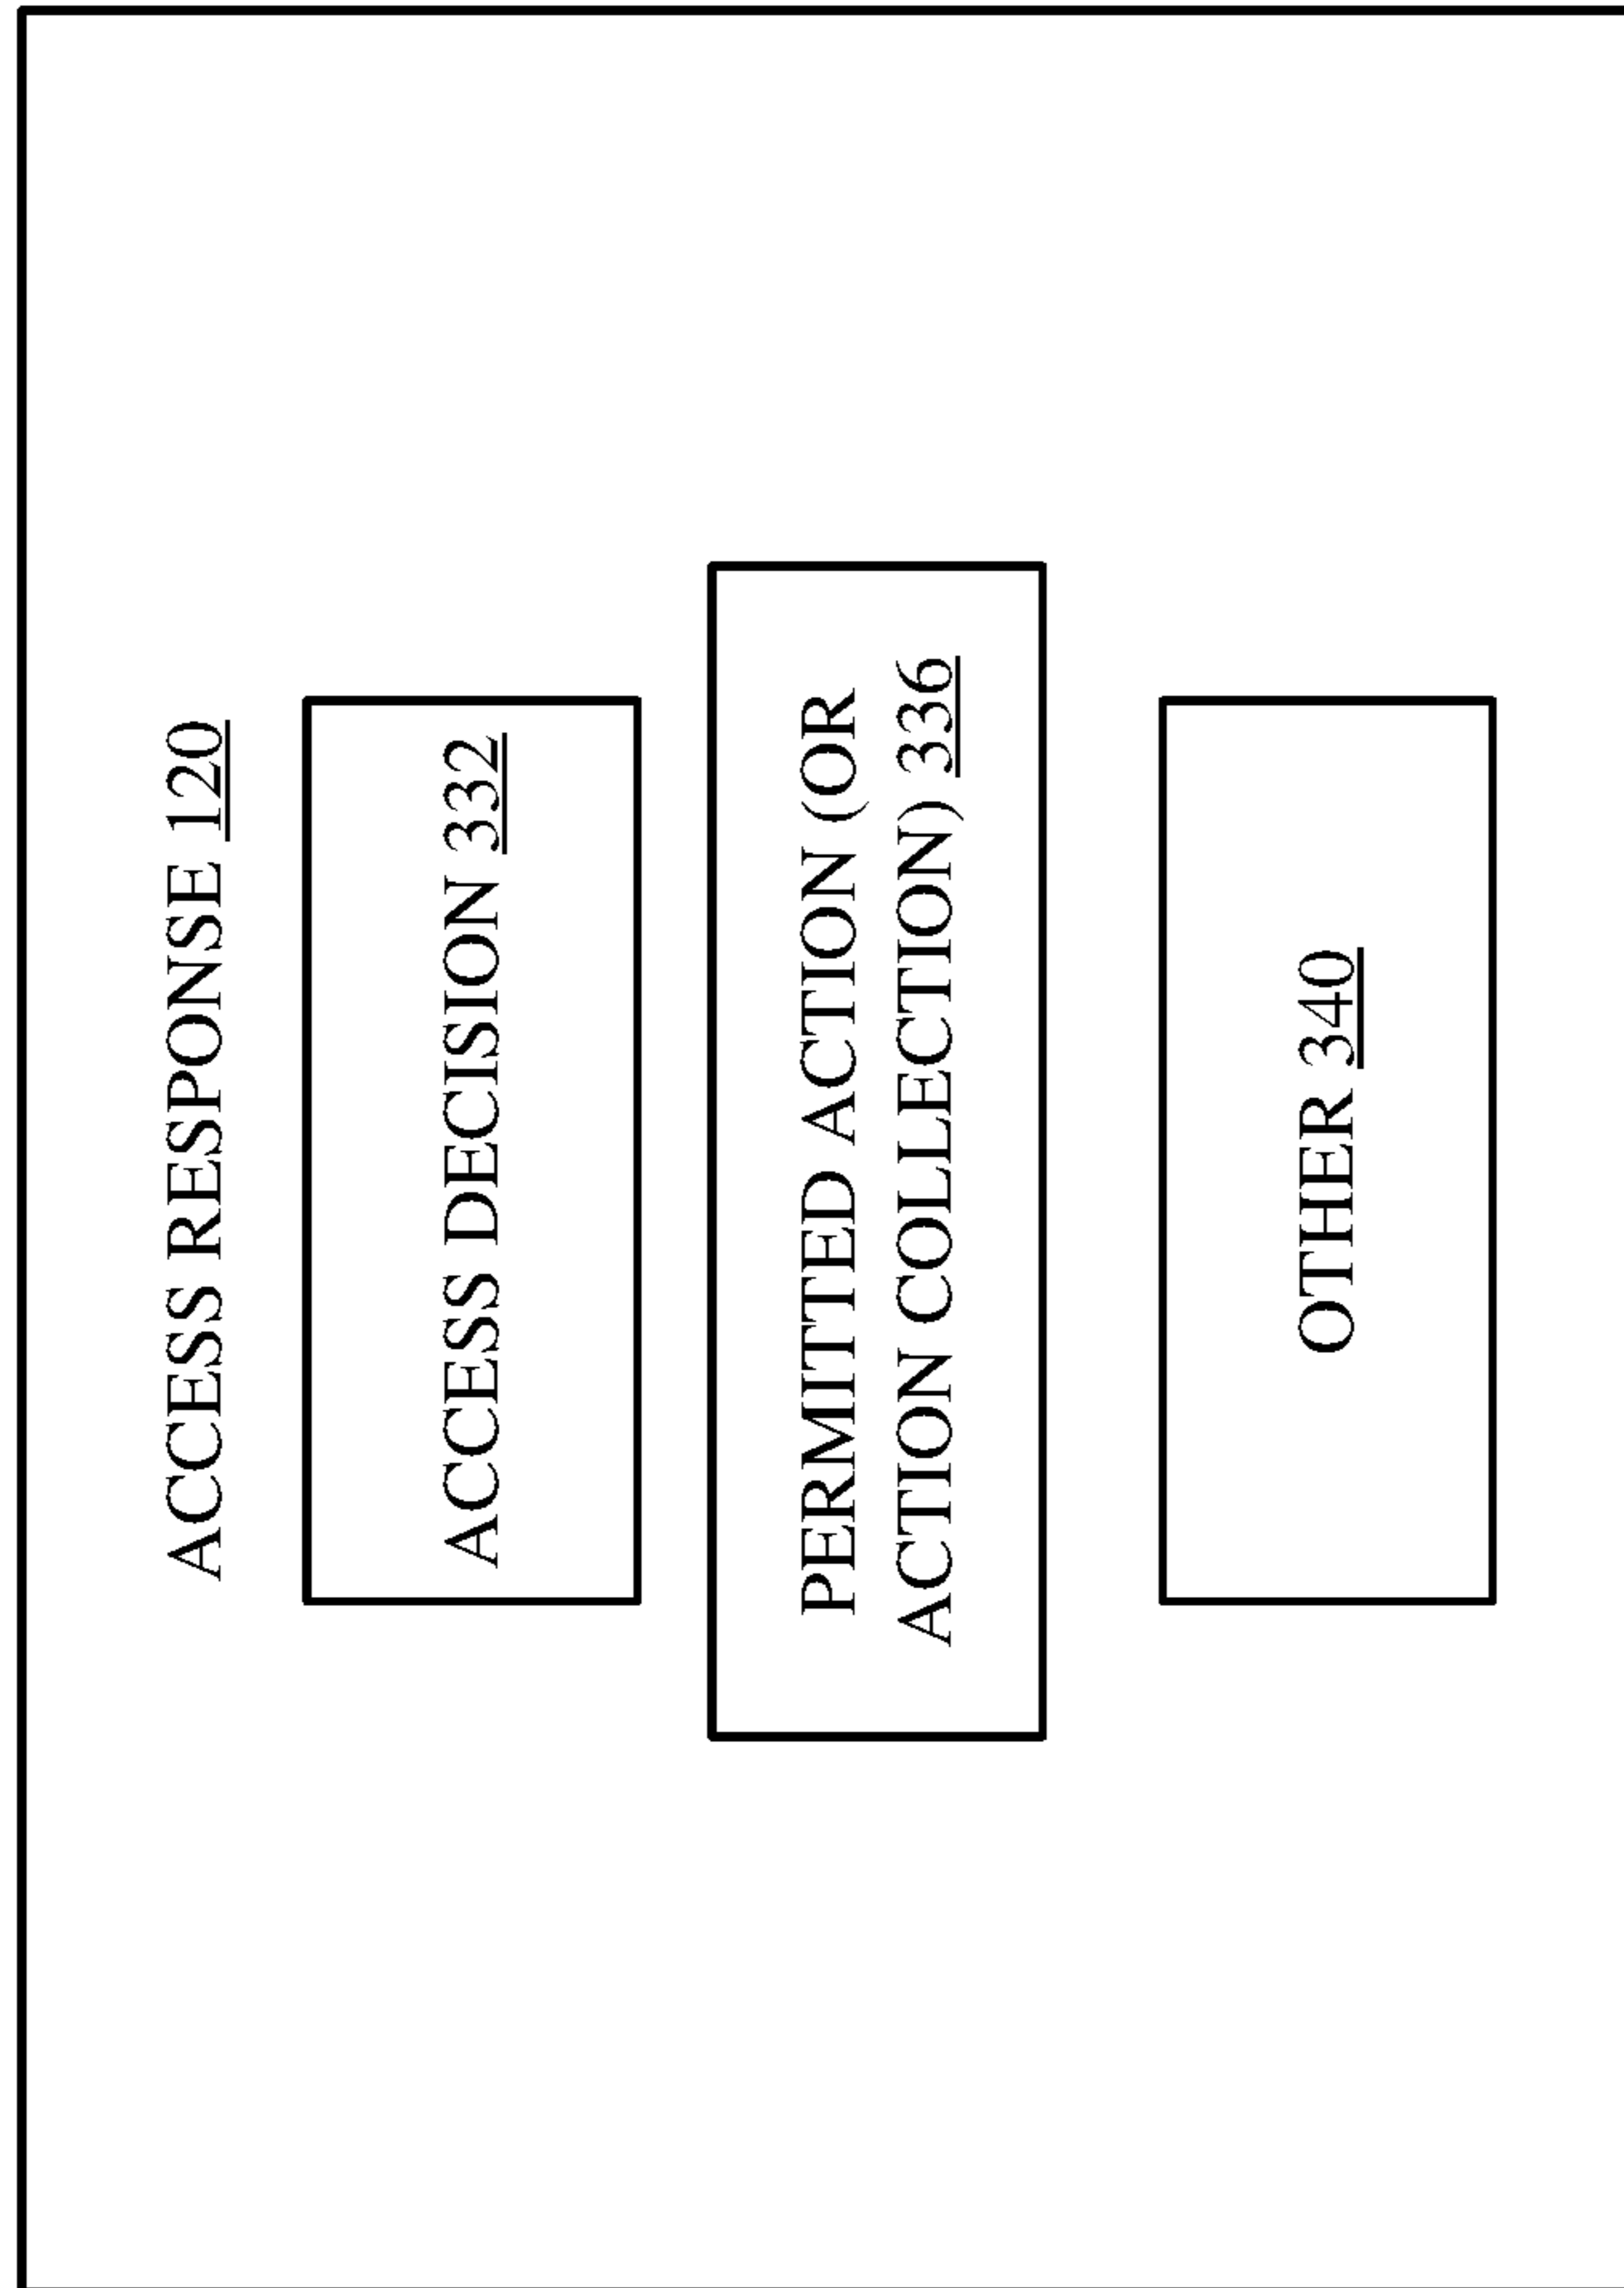 ACCESS RESPONSE 120
ACCESS DECISION 332
PERMITTED ACTION (OR
ACTION COLLECTION) 336
OTHER 340